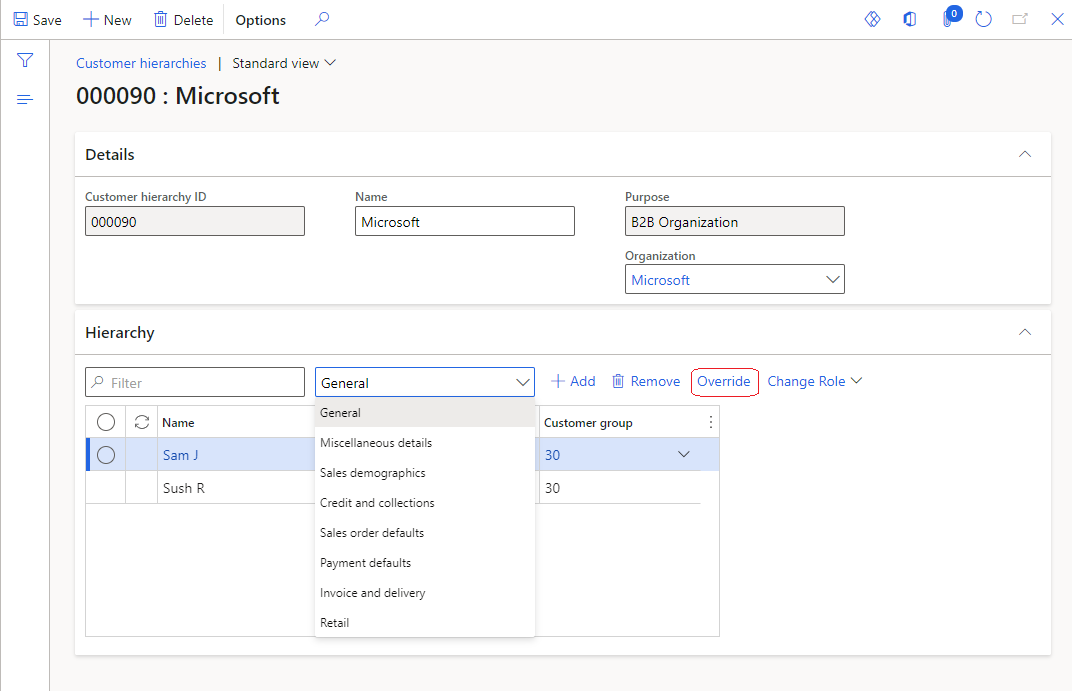 Save New Delete Options 0
Customer hierarchies | Standard view
000090 : Microsoft
Details
Customer hierarchy ID Name Purpose
000090 Microsoft B2B Organization
Organization
Microsoft
Hierarchy
Filter General Add Remove Override Change Role
Name Customer group
Sam J 30
Sush R 30
General
Miscellaneous details
Sales demographics
Credit and collections
Sales order defaults
Payment defaults
Invoice and delivery
Retail